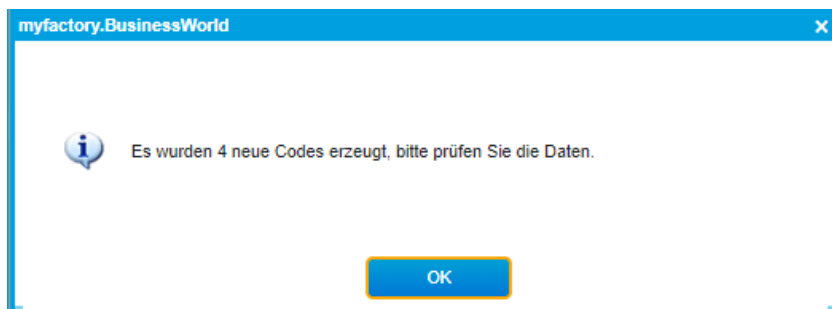 myfactory.BusinessWorld
Es wurden 4 neue Codes erzeugt, bitte prüfen Sie die Daten.
OK